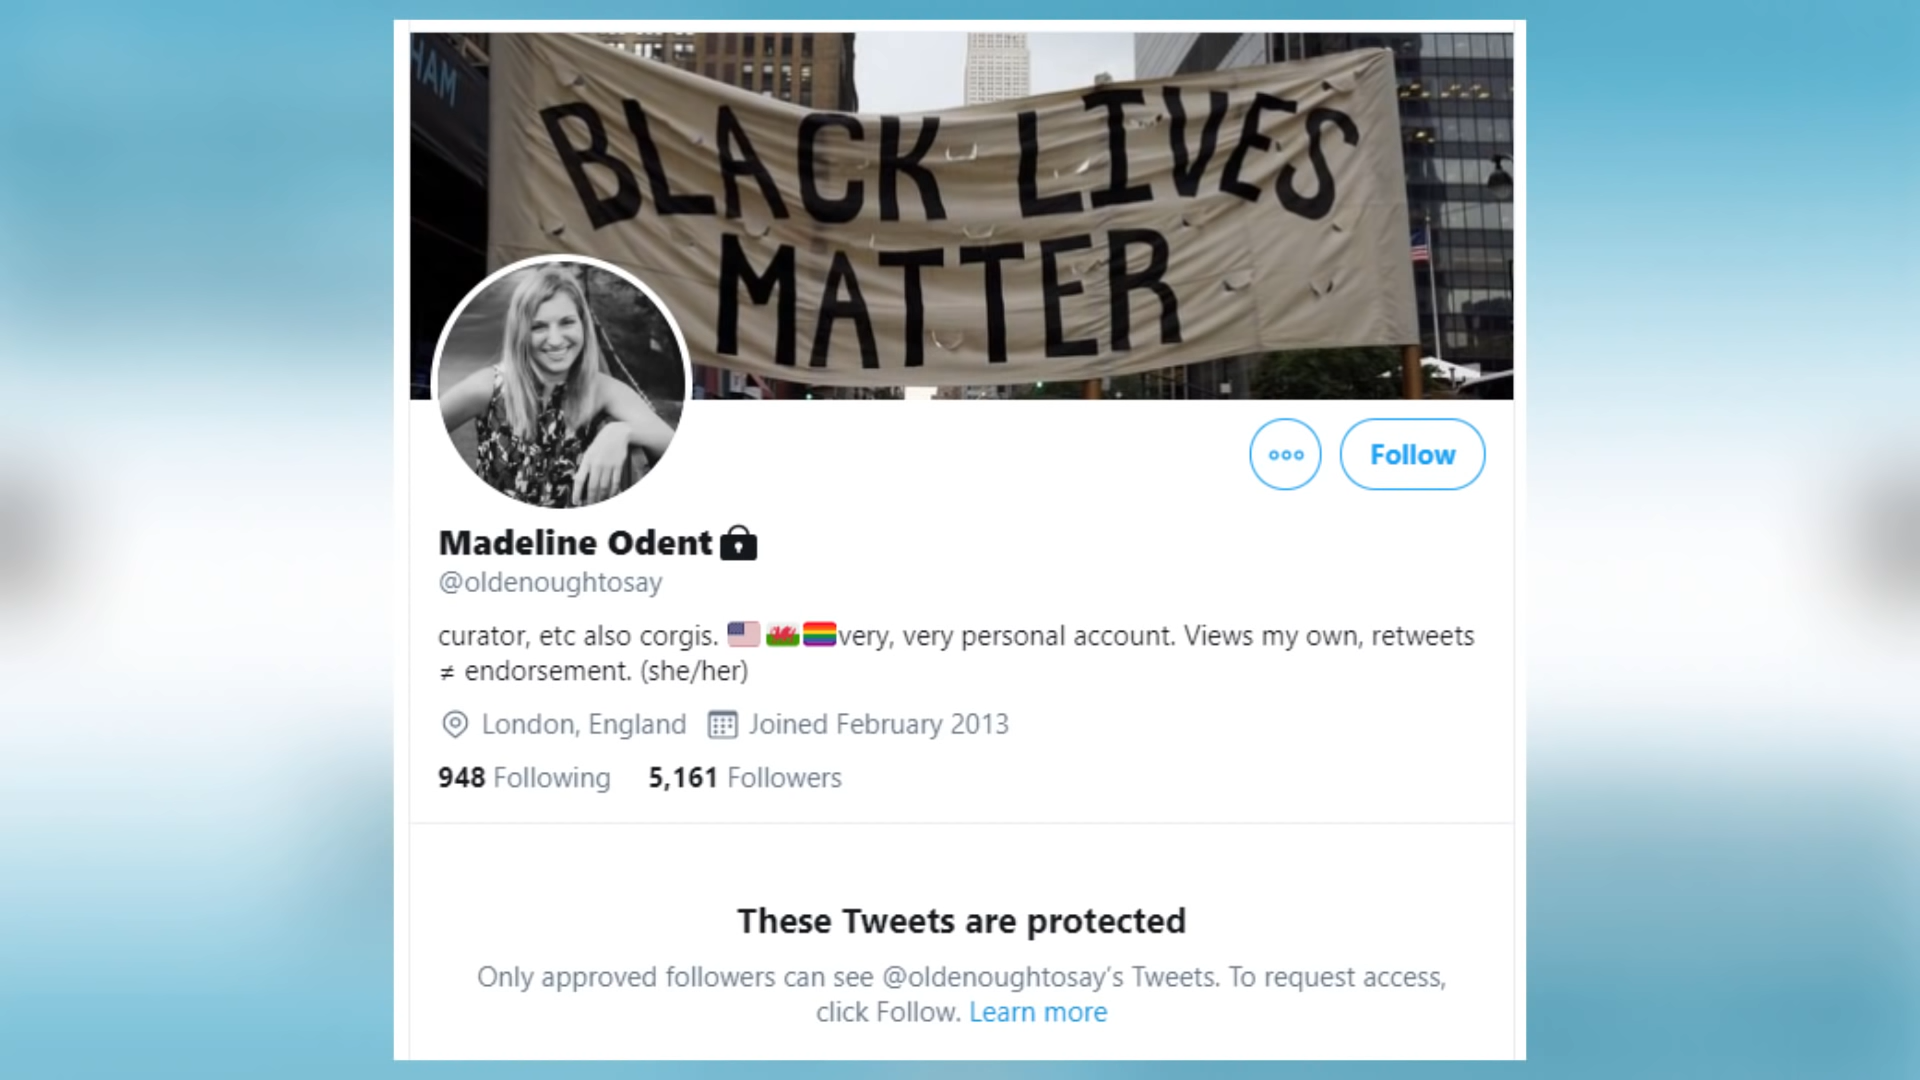 HAM
BLACK LIVES
MATTER
Follow
Madeline Odent
@oldenoughtosay
curator, etc also corgis. 🇺🇸🏴󠁧󠁢󠁷󠁬󠁳󠁿🏳️‍🌈very, very personal account. Views my own, retweets
≠ endorsement. (she/her)
London, England Joined February 2013
948 Following 5,161 Followers
These Tweets are protected
Only approved followers can see @oldenoughtosay's Tweets. To request access,
click Follow. Learn more